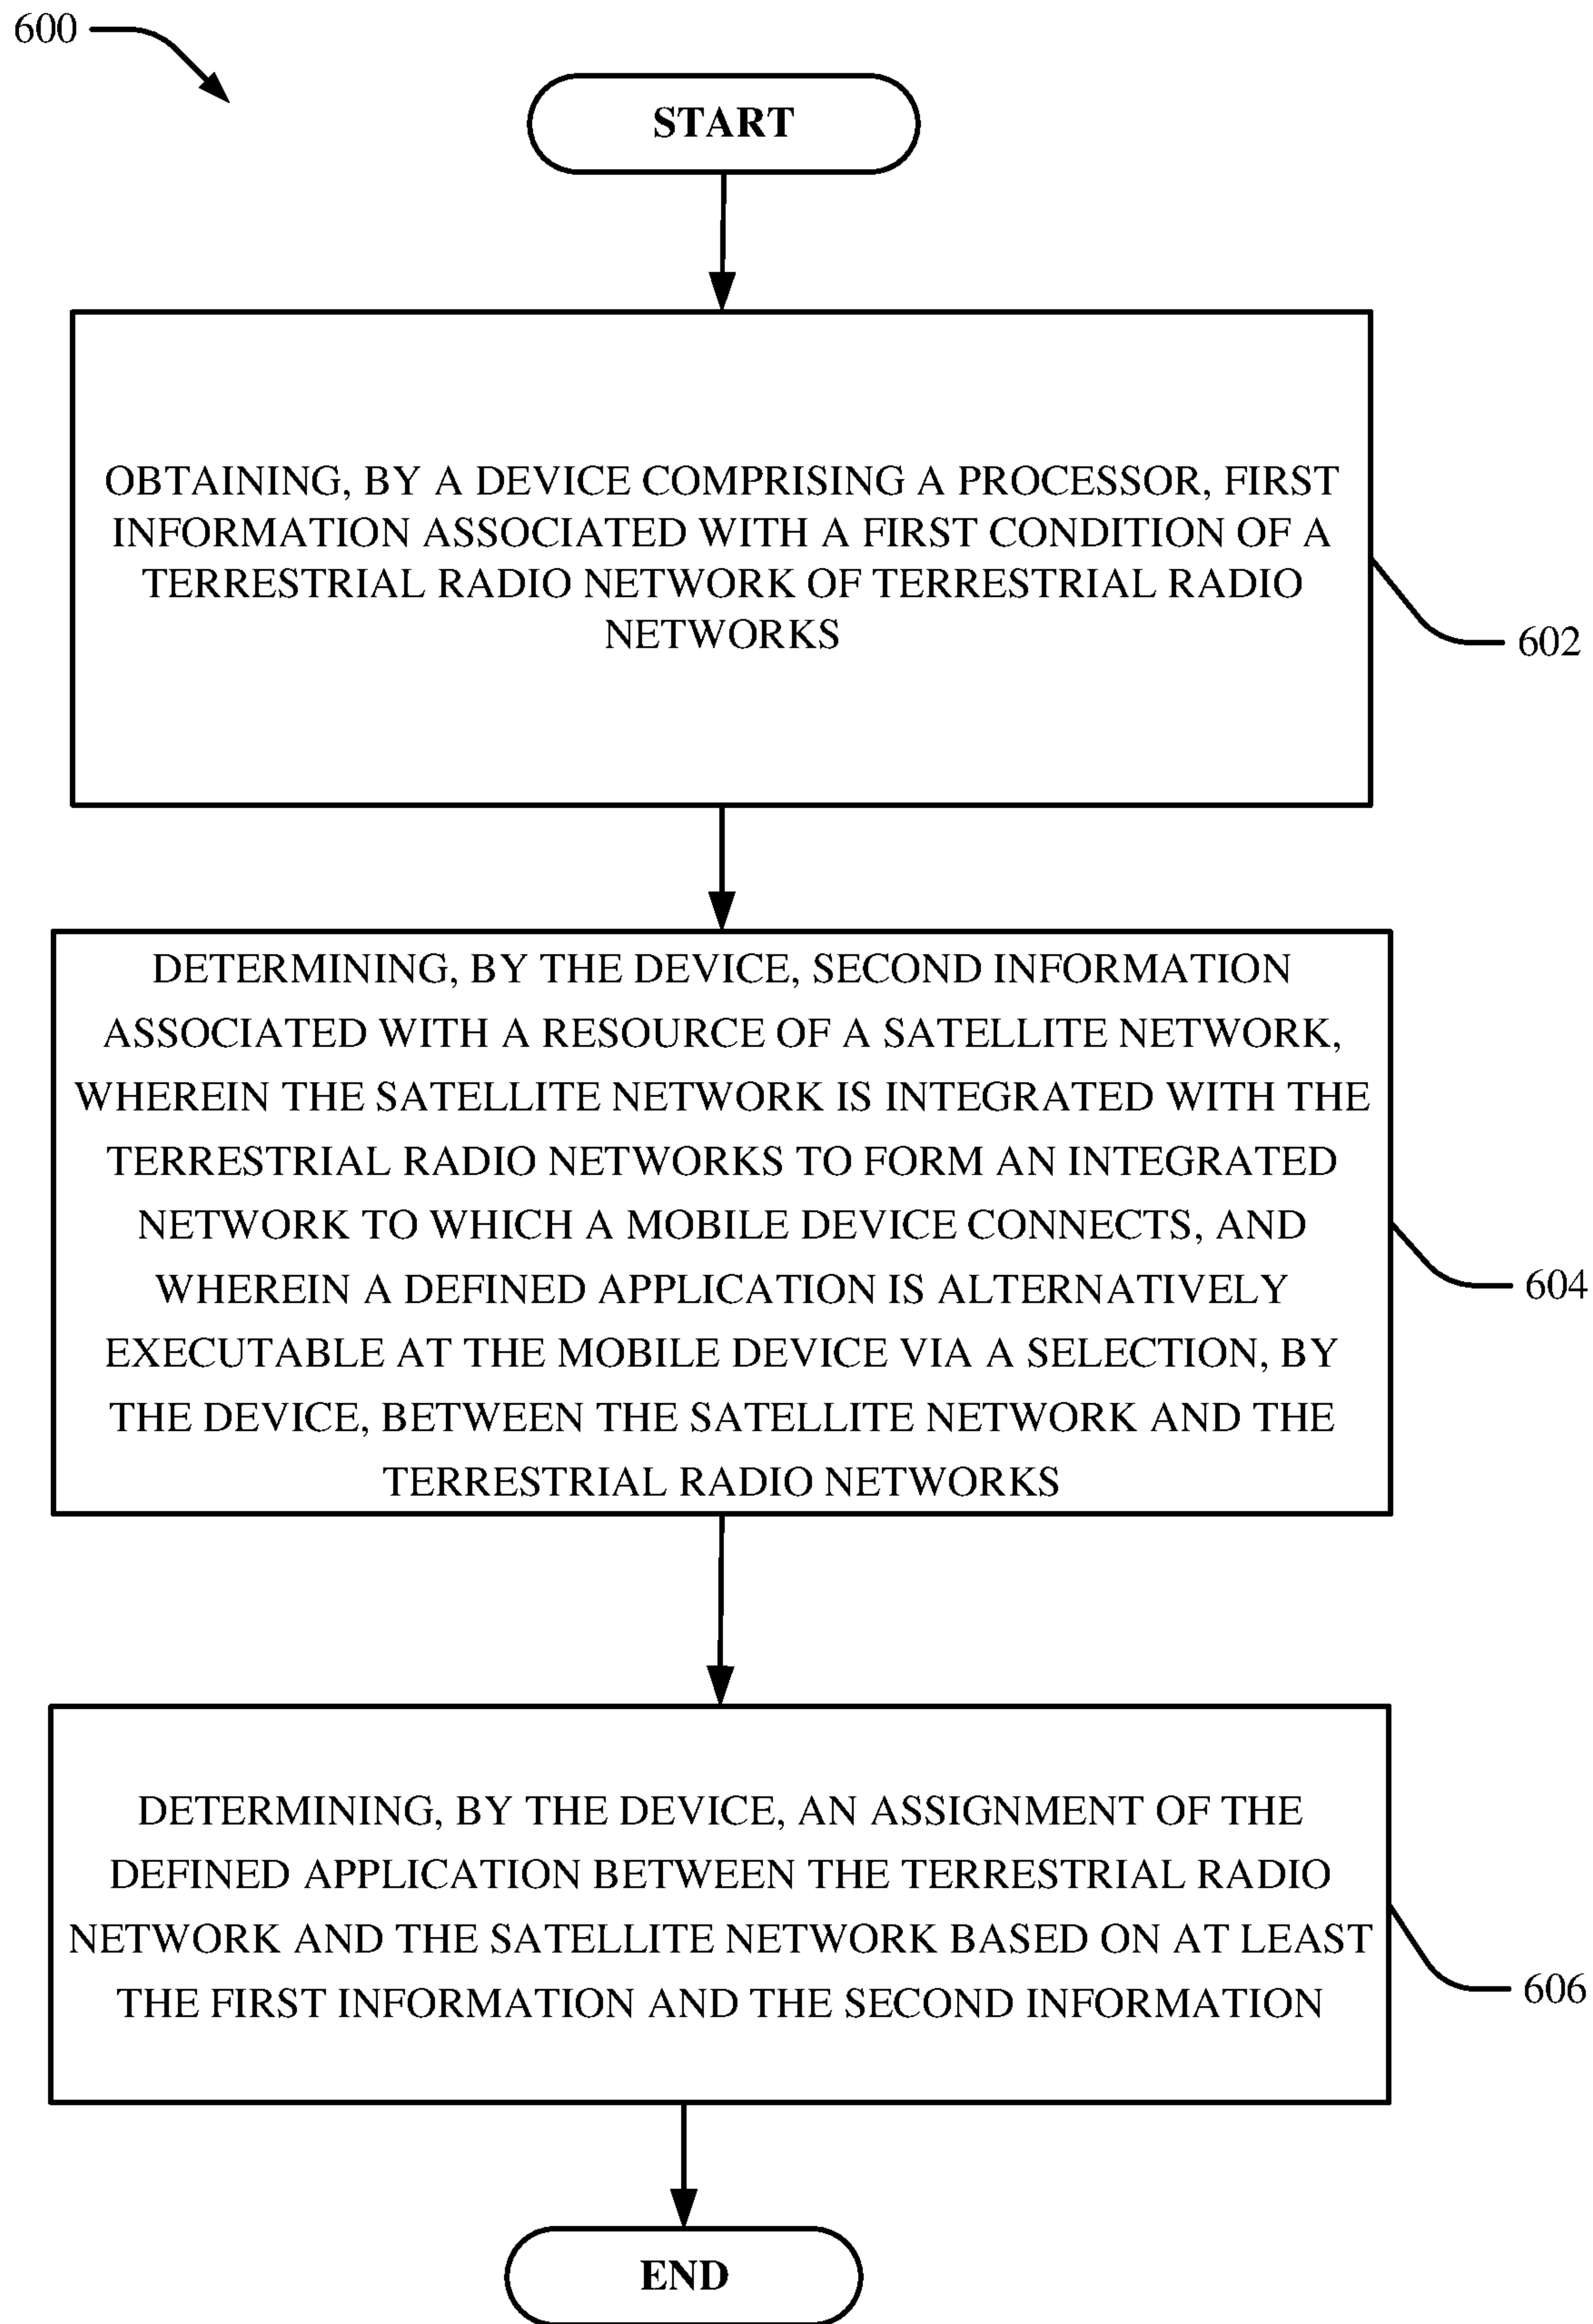 600
START
OBTAINING, BY A DEVICE COMPRISING A PROCESSOR, FIRST
INFORMATION ASSOCIATED WITH A FIRST CONDITION OF A
TERRESTRIAL RADIO NETWORK OF TERRESTRIAL RADIO
NETWORKS
602
DETERMINING, BY THE DEVICE, SECOND INFORMATION
ASSOCIATED WITH A RESOURCE OF A SATELLITE NETWORK,
WHEREIN THE SATELLITE NETWORK IS INTEGRATED WITH THE
TERRESTRIAL RADIO NETWORKS TO FORM AN INTEGRATED
NETWORK TO WHICH A MOBILE DEVICE CONNECTS, AND
WHEREIN A DEFINED APPLICATION IS ALTERNATIVELY
EXECUTABLE AT THE MOBILE DEVICE VIA A SELECTION, BY
THE DEVICE, BETWEEN THE SATELLITE NETWORK AND THE
TERRESTRIAL RADIO NETWORKS
604
DETERMINING, BY THE DEVICE, AN ASSIGNMENT OF THE
DEFINED APPLICATION BETWEEN THE TERRESTRIAL RADIO
NETWORK AND THE SATELLITE NETWORK BASED ON AT LEAST
THE FIRST INFORMATION AND THE SECOND INFORMATION
606
END